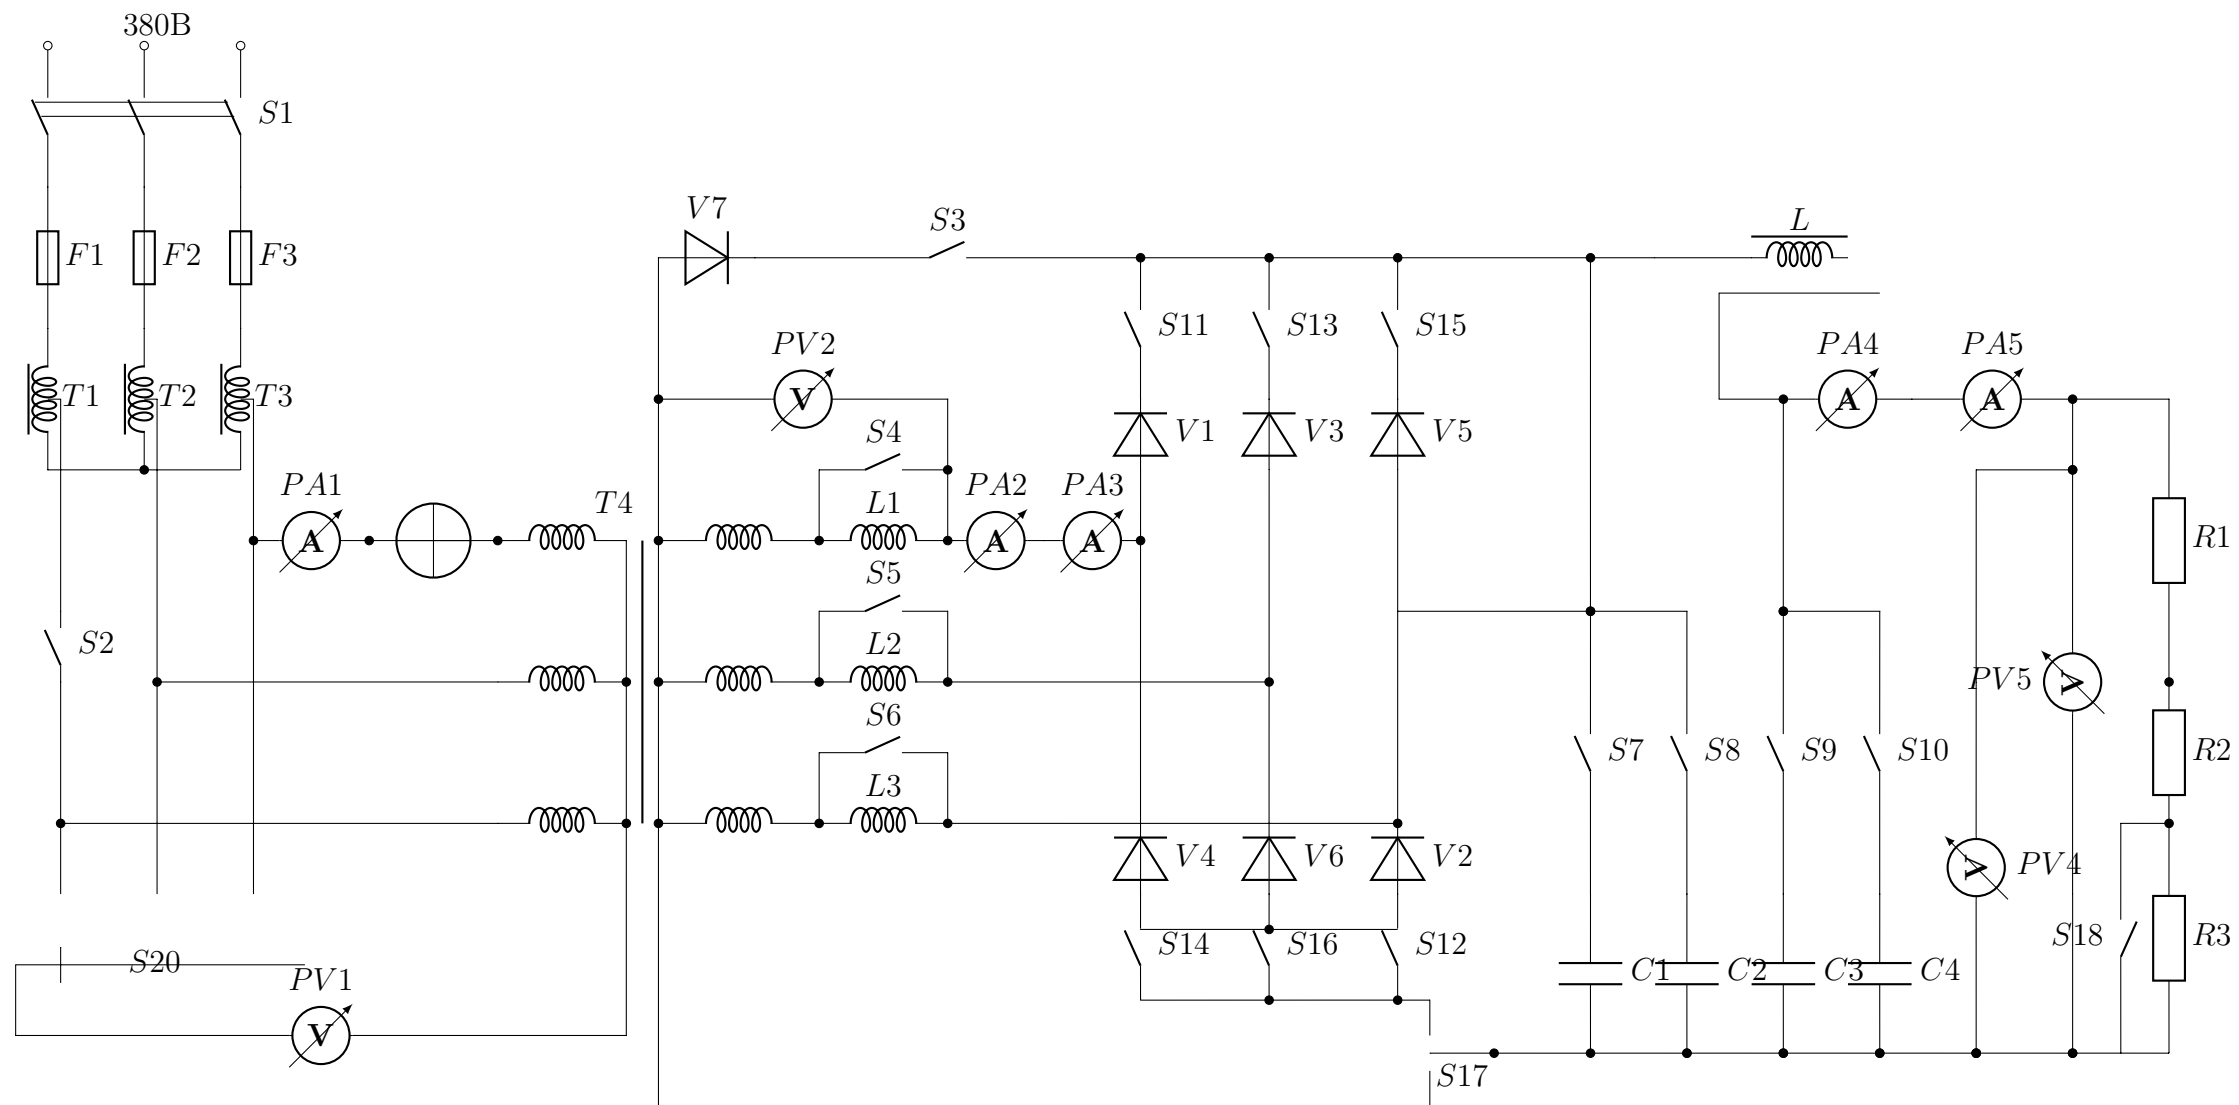 380В
S1
F1 F2 F3
T1 T2 T3
V7 S3 L
S11 S13 S15
PV2 PA4 PA5
V A A
S4 V1 V3 V5
PA1 T4 L1 PA2 PA3
A A A R1
S5
S2 L2 PV5 V
S6 S7 S8 S9 S10 R2
L3
V4 V6 V2 V PV4
S20 S14 S16 S12 S18 R3
PV1 C1 C2 C3 C4
V
S17